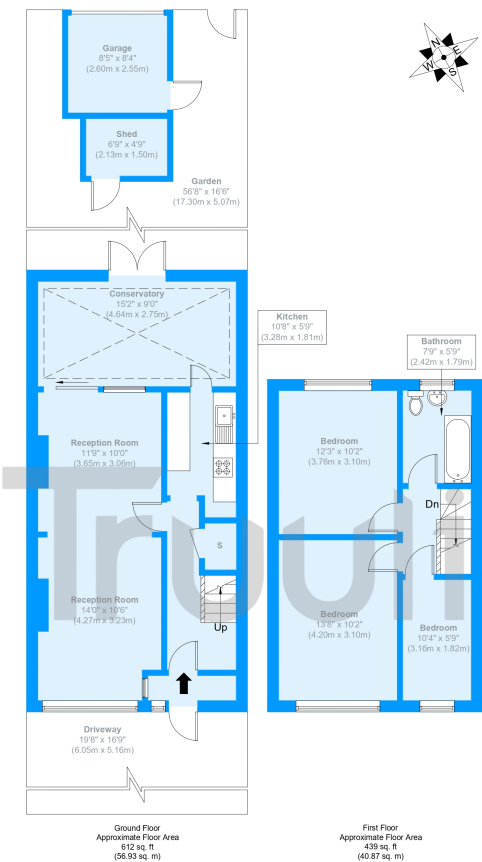 Garage
8'5" x 8'4"
(2.60m x 2.55m)
N
E
S
W
Shed
6'9" x 4'9"
(2.13m x 1.50m)
Garden
56'8" x 16'6"
(17.30m x 5.07m)
Conservatory
15'2" x 9'0"
(4.64m x 2.75m)
Kitchen
10'8" x 5'9"
(3.28m x 1.81m)
Bathroom
7'9" x 5'9"
(2.42m x 1.79m)
Reception Room
11'9" x 10'0"
(3.65m x 3.06m)
Bedroom
12'3" x 10'2"
(3.76m x 3.10m)
Dn
S
Truuli
Reception Room
14'0" x 10'6"
(4.27m x 3.23m)
Up
Bedroom
13'8" x 10'2"
(4.20m x 3.10m)
Bedroom
10'4" x 5'9"
(3.16m x 1.82m)
Driveway
19'8" x 16'9"
(6.05m x 5.16m)
Ground Floor
Approximate Floor Area
612 sq. ft
(56.93 sq. m)
First Floor
Approximate Floor Area
439 sq. ft
(40.87 sq. m)